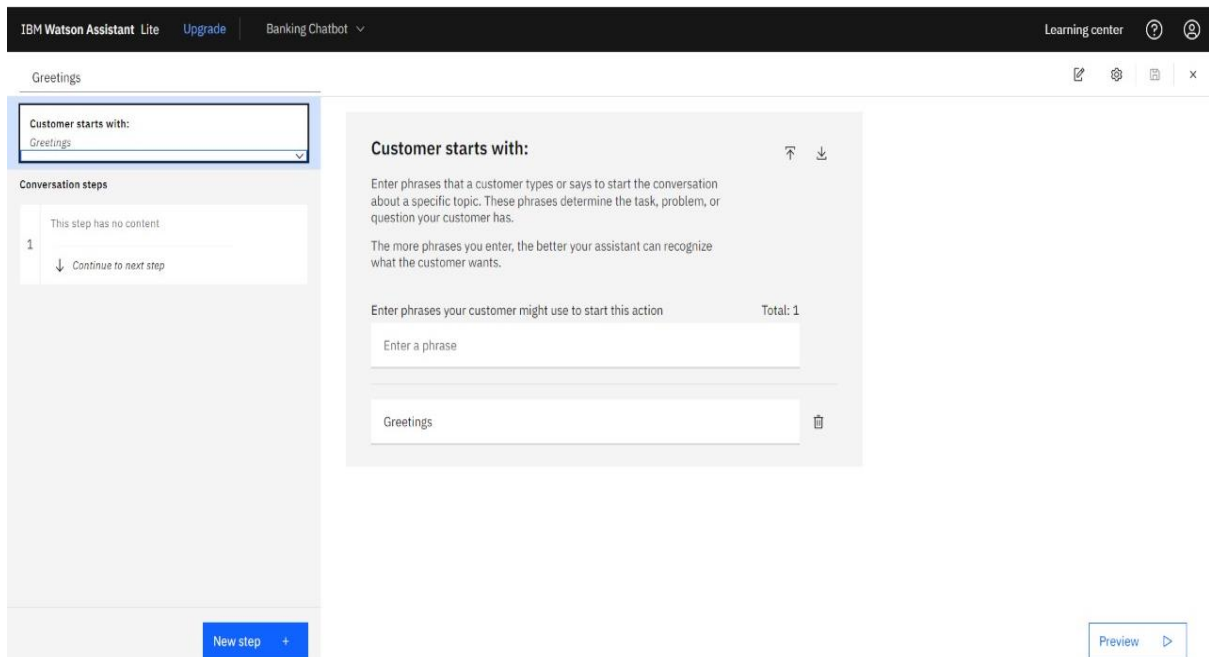 IBM Watson Assistant Lite Upgrade Banking Chatbot Learning center
Greetings
Customer starts with:
Greetings
Conversation steps
1
This step has no content
Continue to next step
New step +
Customer starts with:
Enter phrases that a customer types or says to start the conversation
about a specific topic. These phrases determine the task, problem, or
question your customer has.
The more phrases you enter, the better your assistant can recognize
what the customer wants.
Enter phrases your customer might use to start this action Total: 1
Enter a phrase
Greetings
Preview